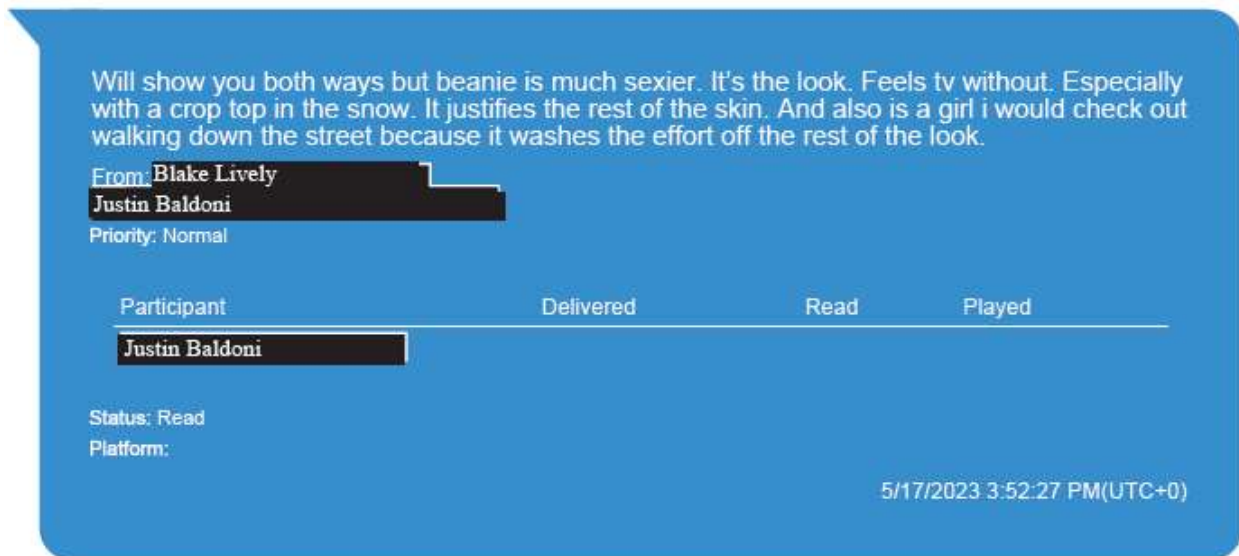 Will show you both ways but beanie is much sexier. It's the look. Feels tv without. Especially
with a crop top in the snow. It justifies the rest of the skin. And also is a girl i would check out
walking down the street because it washes the effort off the rest of the look.
From: Blake Lively
Justin Baldoni
Priority: Normal
Participant Delivered Read Played
Justin Baldoni
Status: Read
Platform:
5/17/2023 3:52:27 PM(UTC+0)